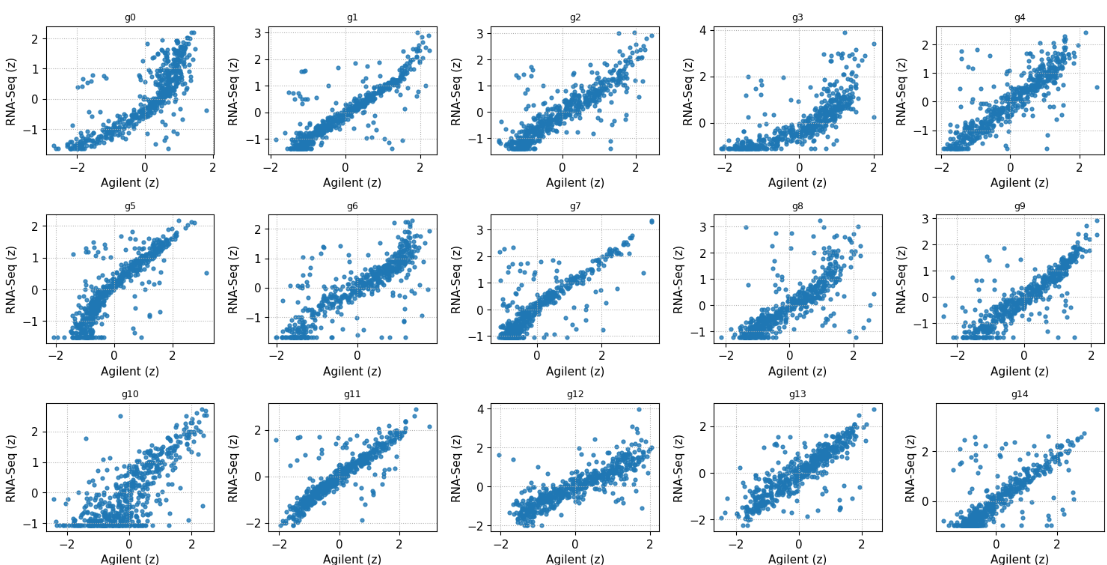 g0 g1 g2 g3 g4
2 1 0 −1
RNA-Seq (z)
−2 0 2
Agilent (z)
3 2 1 0 −1
RNA-Seq (z)
0 2
Agilent (z)
3 2 1 0 −1
RNA-Seq (z)
0 2
Agilent (z)
4 2 0
RNA-Seq (z)
−2 0 2
Agilent (z)
2 1 0 −1
RNA-Seq (z)
−2 0 2
Agilent (z)
g5 g6 g7 g8 g9
2 1 0 −1
RNA-Seq (z)
−2 0 2
Agilent (z)
2 1 0 −1
RNA-Seq (z)
−2 0
Agilent (z)
3 2 1 0 −1
RNA-Seq (z)
0 2
Agilent (z)
3 2 1 0 −1
RNA-Seq (z)
−2 0 2
Agilent (z)
3 2 1 0 −1
RNA-Seq (z)
−2 0 2
Agilent (z)
g10 g11 g12 g13 g14
2 1 0 −1
RNA-Seq (z)
−2 0 2
Agilent (z)
2 0 −2
RNA-Seq (z)
−2 0 2
Agilent (z)
4 2 0 −2
RNA-Seq (z)
−2 0 2
Agilent (z)
2 0 −2
RNA-Seq (z)
−2 0 2
Agilent (z)
2 0
RNA-Seq (z)
−2 0 2
Agilent (z)